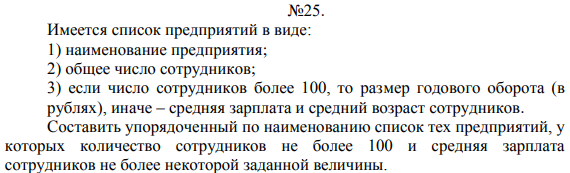 №25.
Имеется список предприятий в виде:
1) наименование предприятия;
2) общее число сотрудников;
3) если число сотрудников более 100, то размер годового оборота (в
рублях), иначе – средняя зарплата и средний возраст сотрудников.
Составить упорядоченный по наименованию список тех предприятий, у
которых количество сотрудников не более 100 и средняя зарплата
сотрудников не более некоторой заданной величины.